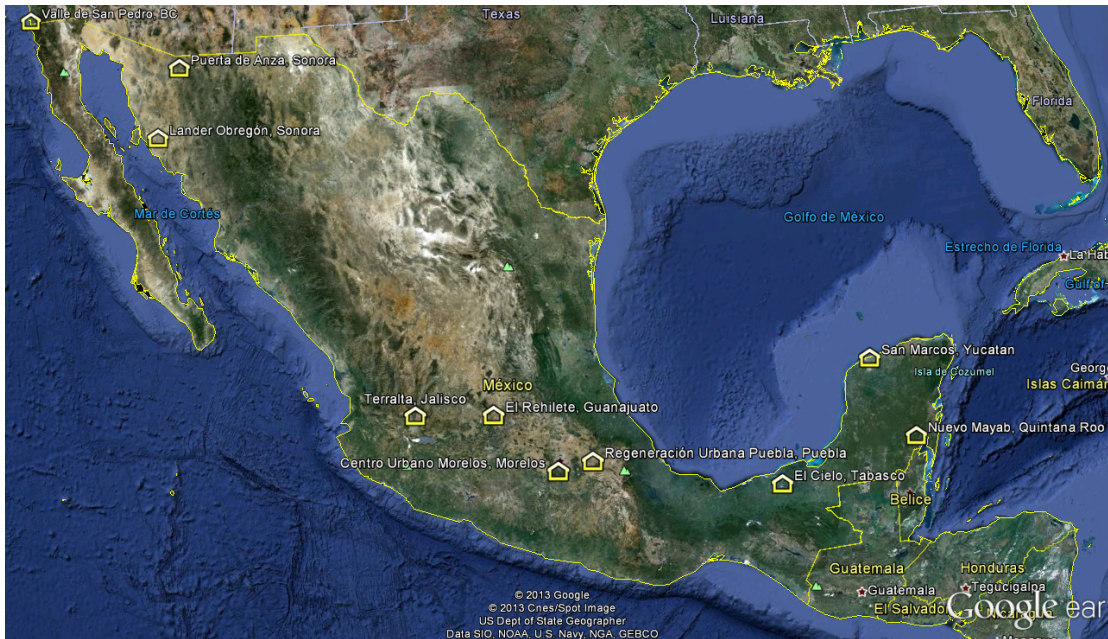 Valle de San Pedro, BC
Texas
Luisiana
Puerta de Anza, Sonora
Florida
Lander Obregón, Sonora
Mar de Cortés
Golfo de México
Estrecho de Florida
La Hab
Gulf of
San Marcos, Yucatan
Isla de Cozumel
George
Islas Caimán
México
Terralta, Jalisco
El Rehilete, Guanajuato
Nuevo Mayab, Quintana Roo
Regeneración Urbana Puebla, Puebla
Centro Urbano Morelos, Morelos
El Cielo, Tabasco
Belice
Guatemala
Honduras
Guatemala
Tegucigalpa
El Salvador
Nicaragua
Google ear
© 2013 Google
© 2013 Cnes/Spot Image
US Dept of State Geographer
Data SIO, NOAA, U.S. Navy, NGA, GEBCO